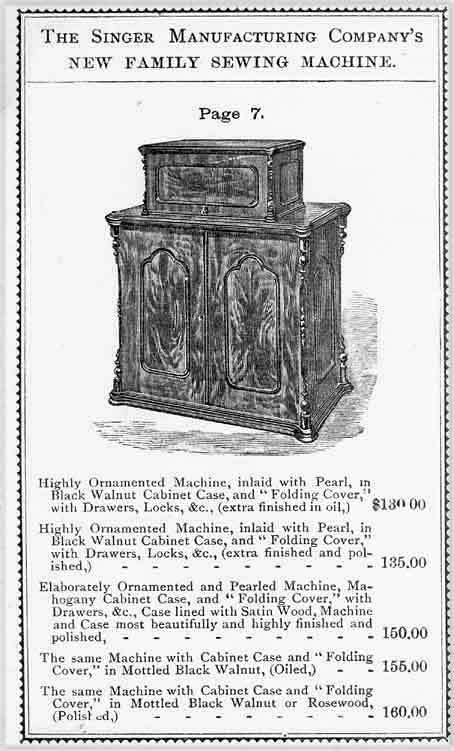 The Singer Manufacturing Company's
NEW FAMILY SEWING MACHINE.
Page 7.
Highly Ornamented Machine, inlaid with Pearl, in
Black Walnut Cabinet Case, and "Folding Cover,"
with Drawers, Locks, &c., (extra finished in oil,) $130 00
Highly Ornamented Machine, inlaid with Pearl, in
Black Walnut Cabinet Case, and "Folding Cover,"
with Drawers, Locks, &c., (extra finished and pol-
ished,) - - - - - - - - - 135.00
Elaborately Ornamented and Pearled Machine, Ma-
hogany Cabinet Case, and "Folding Cover," with
Drawers, &c., Case lined with Satin Wood, Machine
and Case most beautifully and highly finished and
polished, - - - - - - - - - 150.00
The same Machine with Cabinet Case and "Folding
Cover," in Mottled Black Walnut, (Oiled,) - - 155.00
The same Machine with Cabinet Case and "Folding
Cover," in Mottled Black Walnut or Rosewood,
(Polished,) - - - - - - - - 160.00